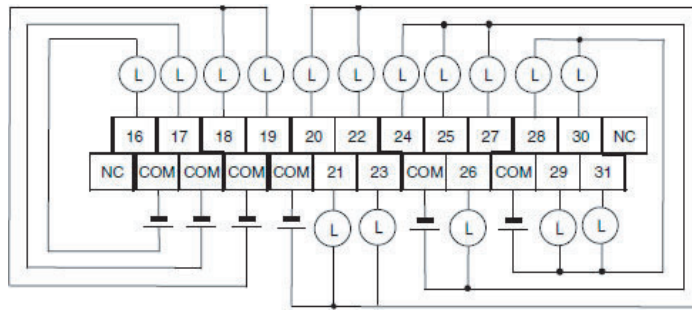 L L L L L L L L L L L
16 17 18 19 20 22 24 25 27 28 30 NC
NC COM COM COM COM 21 23 COM 26 COM 29 31
L L L L L